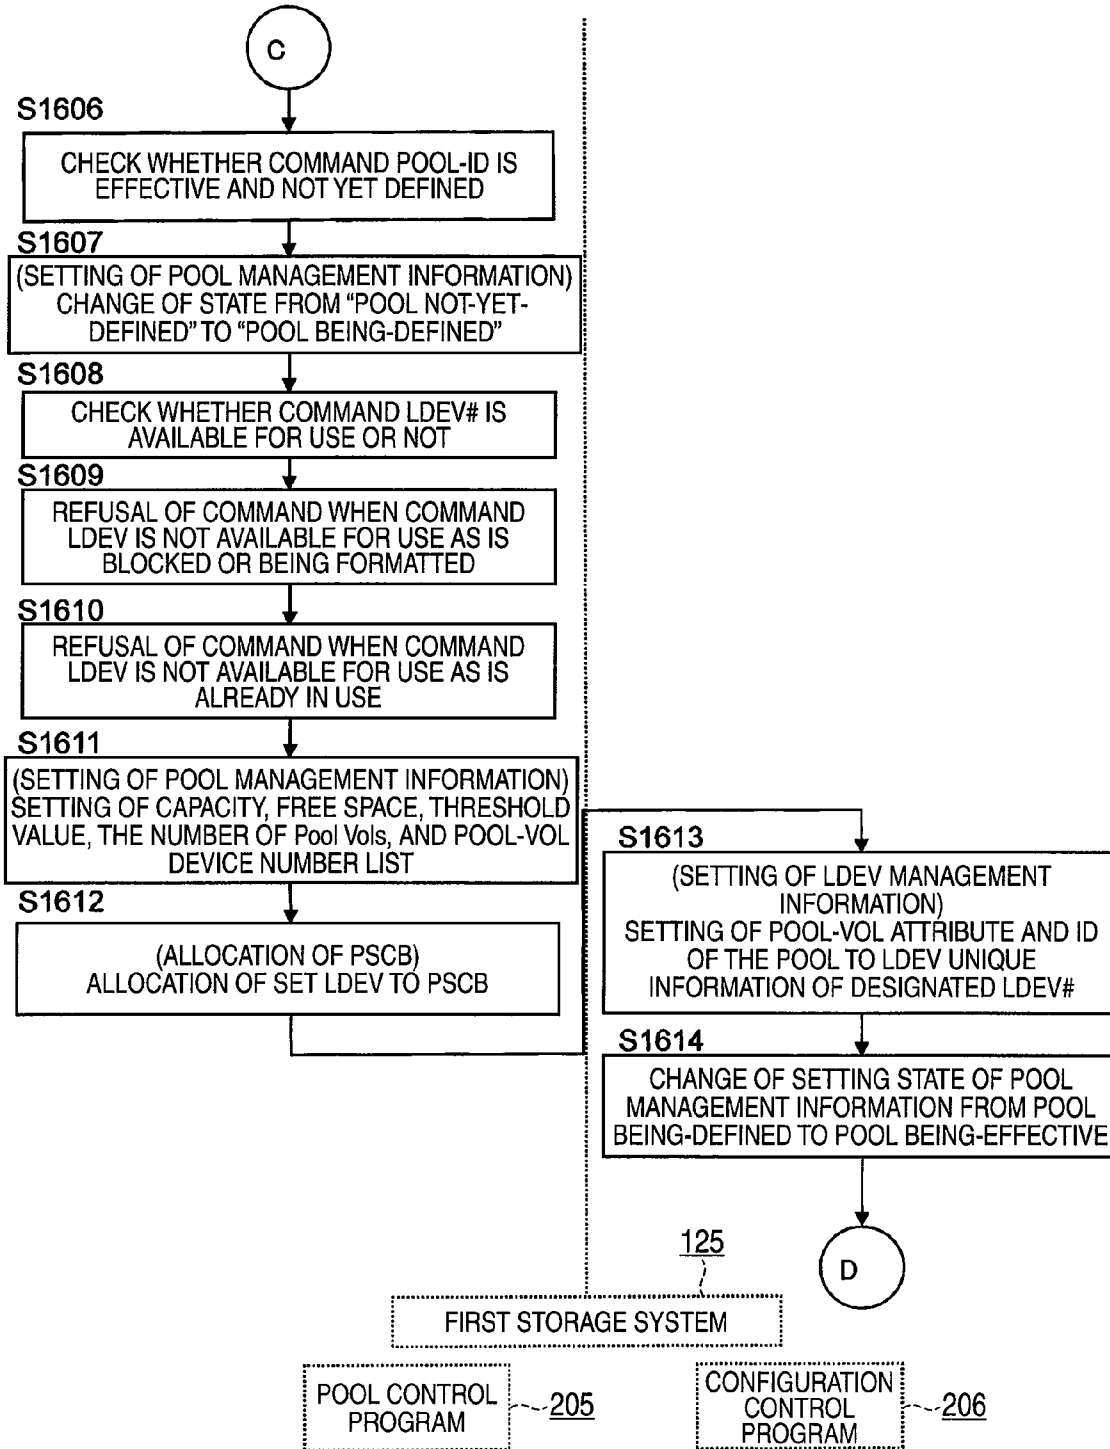 C
S1606
CHECK WHETHER COMMAND POOL-ID IS
EFFECTIVE AND NOT YET DEFINED
S1607
(SETTING OF POOL MANAGEMENT INFORMATION)
CHANGE OF STATE FROM “POOL NOT-YET-
DEFINED” TO “POOL BEING-DEFINED”
S1608
CHECK WHETHER COMMAND LDEV# IS
AVAILABLE FOR USE OR NOT
S1609
REFUSAL OF COMMAND WHEN COMMAND
LDEV IS NOT AVAILABLE FOR USE AS IS
BLOCKED OR BEING FORMATTED
S1610
REFUSAL OF COMMAND WHEN COMMAND
LDEV IS NOT AVAILABLE FOR USE AS IS
ALREADY IN USE
S1611
(SETTING OF POOL MANAGEMENT INFORMATION)
SETTING OF CAPACITY, FREE SPACE, THRESHOLD
VALUE, THE NUMBER OF Pool Vols, AND POOL-VOL
DEVICE NUMBER LIST
S1612
(ALLOCATION OF PSCB)
ALLOCATION OF SET LDEV TO PSCB
S1613
(SETTING OF LDEV MANAGEMENT
INFORMATION)
SETTING OF POOL-VOL ATTRIBUTE AND ID
OF THE POOL TO LDEV UNIQUE
INFORMATION OF DESIGNATED LDEV#
S1614
CHANGE OF SETTING STATE OF POOL
MANAGEMENT INFORMATION FROM POOL
BEING-DEFINED TO POOL BEING-EFFECTIVE
D
125
FIRST STORAGE SYSTEM
POOL CONTROL
PROGRAM
205
CONFIGURATION
CONTROL
PROGRAM
206